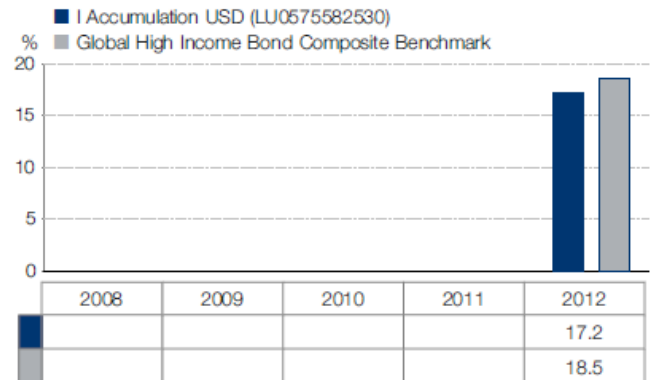 I Accumulation USD (LU0575582530)
% Global High Income Bond Composite Benchmark
20
15
10
5
0
2008 2009 2010 2011 2012
17.2
18.5